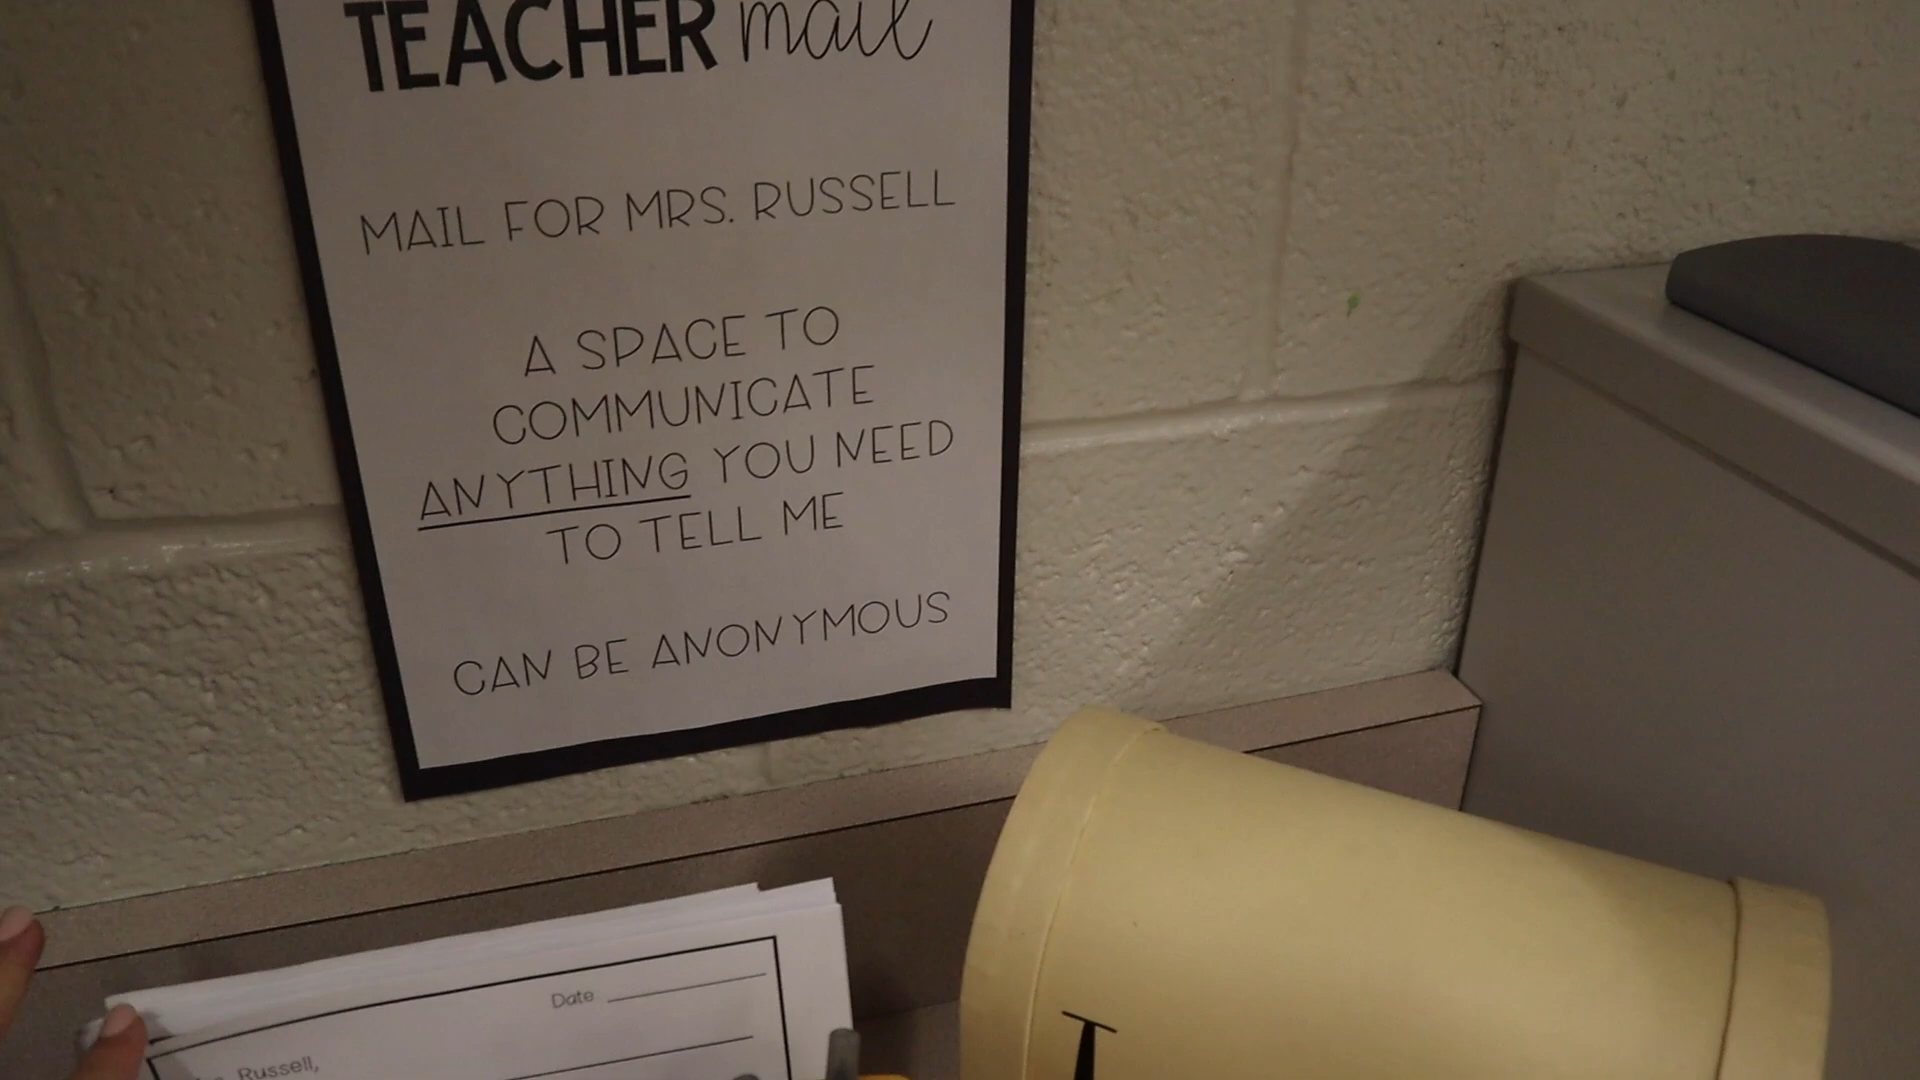 TEACHER mail
MAIL FOR MRS. RUSSELL
A SPACE TO
COMMUNICATE
ANYTHING YOU NEED
TO TELL ME
CAN BE ANONYMOUS
Date
Russell,